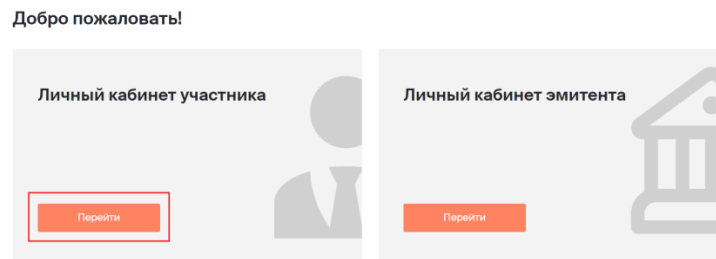 Добро пожаловать!
Личный кабинет участника
Личный кабинет эмитента
Перейти
Перейти